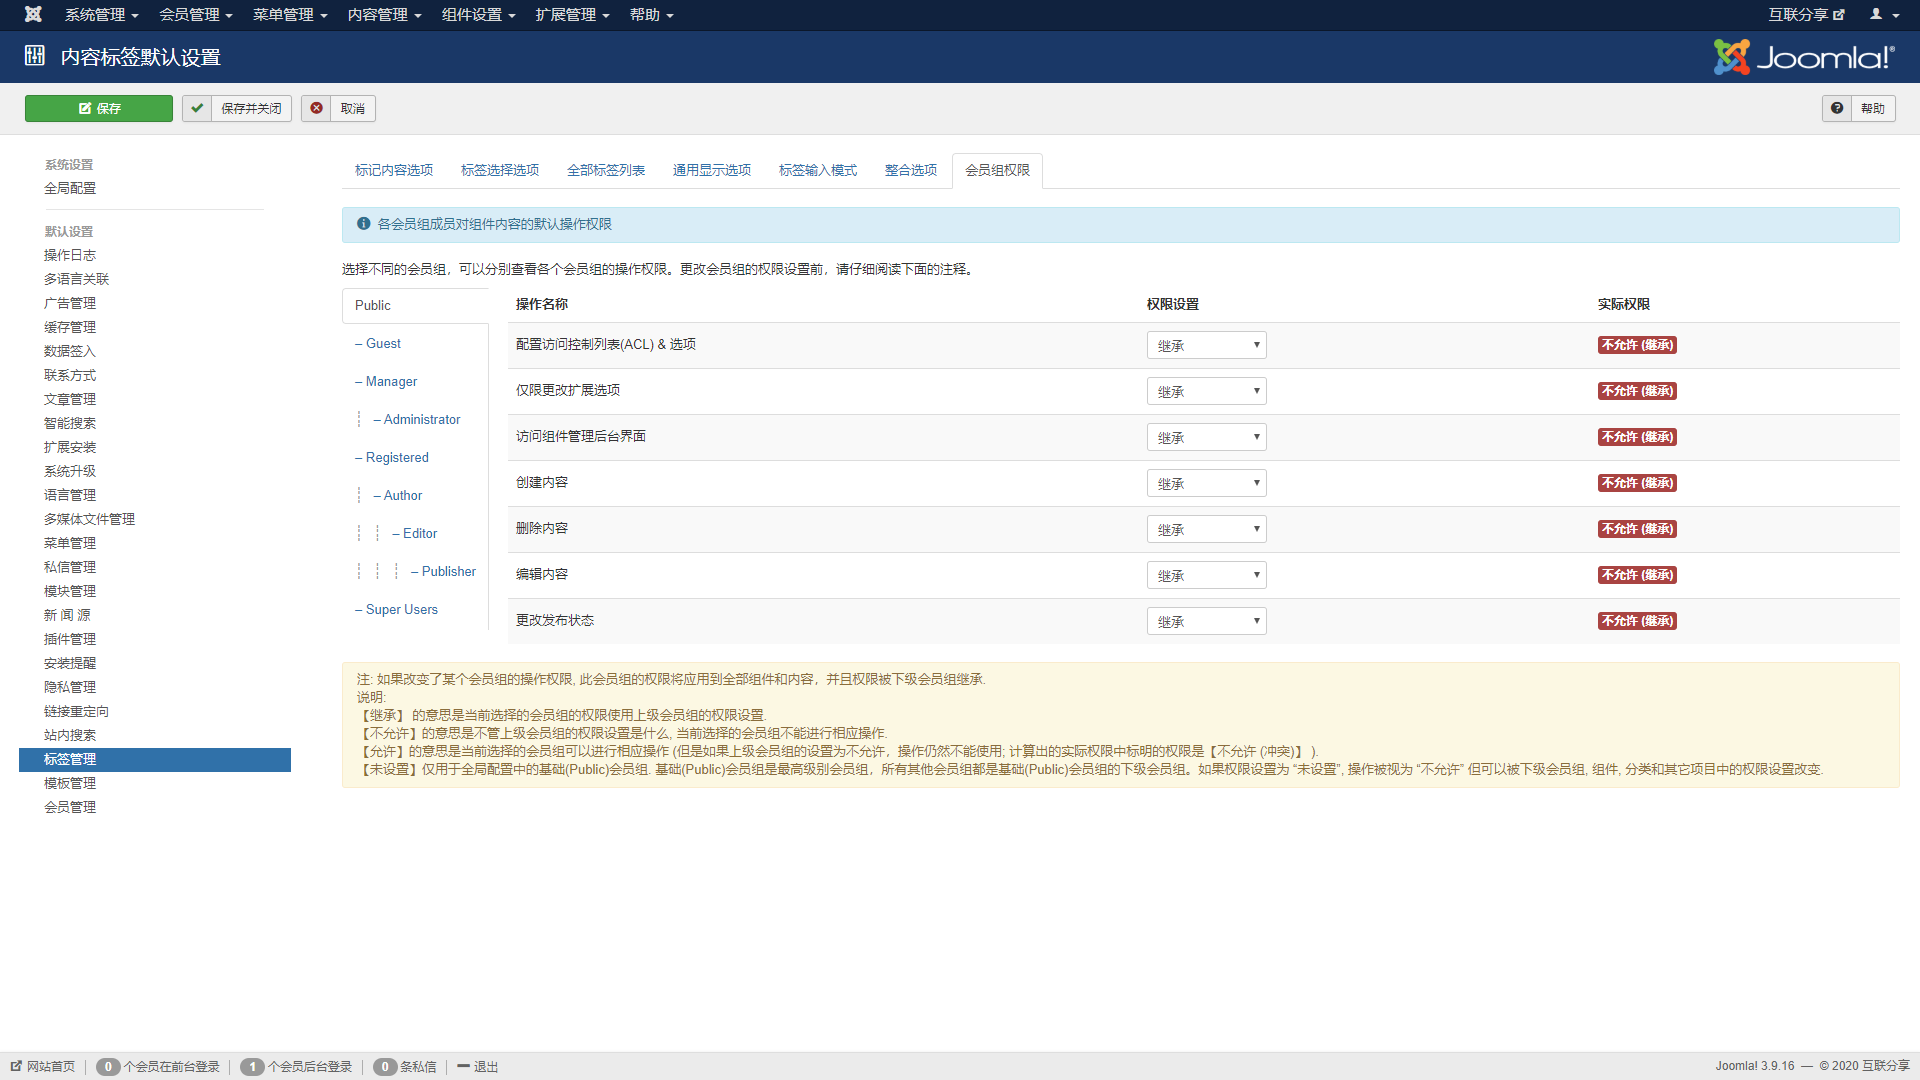 系统管理 会员管理 菜单管理 内容管理 组件设置 扩展管理 帮助 互联分享
内容标签默认设置 Joomla!®
保存 保存并关闭 取消 帮助
系统设置
全局配置
默认设置
操作日志
多语言关联
广告管理
缓存管理
数据签入
联系方式
文章管理
智能搜索
扩展安装
系统升级
语言管理
多媒体文件管理
菜单管理
私信管理
模块管理
新 闻 源
插件管理
安装提醒
隐私管理
链接重定向
站内搜索
标签管理
模板管理
会员管理
标记内容选项 标签选择选项 全部标签列表 通用显示选项 标签输入模式 整合选项 会员组权限
各会员组成员对组件内容的默认操作权限
选择不同的会员组，可以分别查看各个会员组的操作权限。更改会员组的权限设置前，请仔细阅读下面的注释。
Public
– Guest
– Manager
┊ – Administrator
– Registered
┊ – Author
┊ ┊ – Editor
┊ ┊ ┊ – Publisher
– Super Users
操作名称 权限设置 实际权限
配置访问控制列表(ACL) & 选项 继承 不允许 (继承)
仅限更改扩展选项 继承 不允许 (继承)
访问组件管理后台界面 继承 不允许 (继承)
创建内容 继承 不允许 (继承)
删除内容 继承 不允许 (继承)
编辑内容 继承 不允许 (继承)
更改发布状态 继承 不允许 (继承)
注: 如果改变了某个会员组的操作权限, 此会员组的权限将应用到全部组件和内容，并且权限被下级会员组继承.
说明:
【继承】 的意思是当前选择的会员组的权限使用上级会员组的权限设置.
【不允许】的意思是不管上级会员组的权限设置是什么, 当前选择的会员组不能进行相应操作.
【允许】的意思是当前选择的会员组可以进行相应操作 (但是如果上级会员组的设置为不允许，操作仍然不能使用; 计算出的实际权限中标明的权限是【不允许 (冲突)】 ).
【未设置】仅用于全局配置中的基础(Public)会员组. 基础(Public)会员组是最高级别会员组，所有其他会员组都是基础(Public)会员组的下级会员组。如果权限设置为 “未设置”, 操作被视为 “不允许” 但可以被下级会员组, 组件, 分类和其它项目中的权限设置改变.
网站首页 0 个会员在前台登录 1 个会员后台登录 0 条私信 退出 Joomla! 3.9.16 — © 2020 互联分享